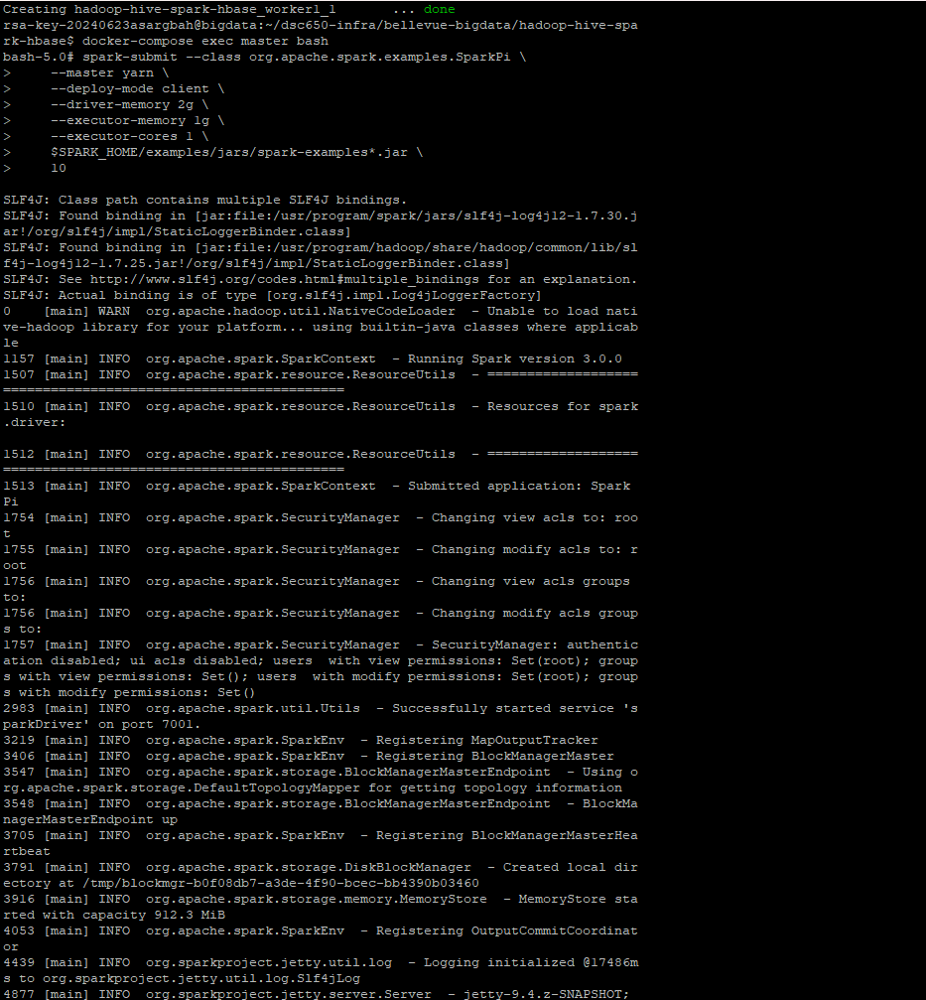 Creating hadoop-hive-spark-hbase_worker1_1       ... done
rsa-key-20240623asargbah@bigdata:~/dsc650-infra/bellevue-bigdata/hadoop-hive-spa
rk-hbase$ docker-compose exec master bash
bash-5.0# spark-submit --class org.apache.spark.examples.SparkPi \
>     --master yarn \
>     --deploy-mode client \
>     --driver-memory 2g \
>     --executor-memory 1g \
>     --executor-cores 1 \
>     $SPARK_HOME/examples/jars/spark-examples*.jar \
>     10
SLF4J: Class path contains multiple SLF4J bindings.
SLF4J: Found binding in [jar:file:/usr/program/spark/jars/slf4j-log4j12-1.7.30.j
ar!/org/slf4j/impl/StaticLoggerBinder.class]
SLF4J: Found binding in [jar:file:/usr/program/hadoop/share/hadoop/common/lib/sl
f4j-log4j12-1.7.25.jar!/org/slf4j/impl/StaticLoggerBinder.class]
SLF4J: See http://www.slf4j.org/codes.html#multiple_bindings for an explanation.
SLF4J: Actual binding is of type [org.slf4j.impl.Log4jLoggerFactory]
0    [main] WARN  org.apache.hadoop.util.NativeCodeLoader  - Unable to load nati
ve-hadoop library for your platform... using builtin-java classes where applicab
le
1157 [main] INFO  org.apache.spark.SparkContext  - Running Spark version 3.0.0
1507 [main] INFO  org.apache.spark.resource.ResourceUtils  - ===================
===========================================
1510 [main] INFO  org.apache.spark.resource.ResourceUtils  - Resources for spark
.driver:
1512 [main] INFO  org.apache.spark.resource.ResourceUtils  - ===================
===========================================
1513 [main] INFO  org.apache.spark.SparkContext  - Submitted application: Spark
Pi
1754 [main] INFO  org.apache.spark.SecurityManager  - Changing view acls to: roo
t
1755 [main] INFO  org.apache.spark.SecurityManager  - Changing modify acls to: r
oot
1756 [main] INFO  org.apache.spark.SecurityManager  - Changing view acls groups
to:
1756 [main] INFO  org.apache.spark.SecurityManager  - Changing modify acls group
s to:
1757 [main] INFO  org.apache.spark.SecurityManager  - SecurityManager: authentic
ation disabled; ui acls disabled; users  with view permissions: Set(root); group
s with view permissions: Set(); users  with modify permissions: Set(root); group
s with modify permissions: Set()
2983 [main] INFO  org.apache.spark.util.Utils  - Successfully started service 's
parkDriver' on port 7001.
3219 [main] INFO  org.apache.spark.SparkEnv  - Registering MapOutputTracker
3406 [main] INFO  org.apache.spark.SparkEnv  - Registering BlockManagerMaster
3547 [main] INFO  org.apache.spark.storage.BlockManagerMasterEndpoint  - Using o
rg.apache.spark.storage.DefaultTopologyMapper for getting topology information
3548 [main] INFO  org.apache.spark.storage.BlockManagerMasterEndpoint  - BlockMa
nagerMasterEndpoint up
3705 [main] INFO  org.apache.spark.SparkEnv  - Registering BlockManagerMasterHea
rtbeat
3791 [main] INFO  org.apache.spark.storage.DiskBlockManager  - Created local dir
ectory at /tmp/blockmgr-b0f08db7-a3de-4f90-bcec-bb4390b03460
3916 [main] INFO  org.apache.spark.storage.memory.MemoryStore  - MemoryStore sta
rted with capacity 912.3 MiB
4053 [main] INFO  org.apache.spark.SparkEnv  - Registering OutputCommitCoordinat
or
4439 [main] INFO  org.sparkproject.jetty.util.log  - Logging initialized @17486m
s to org.sparkproject.jetty.util.log.Slf4jLog
4877 [main] INFO  org.sparkproject.jetty.server.Server  - jetty-9.4.z-SNAPSHOT;